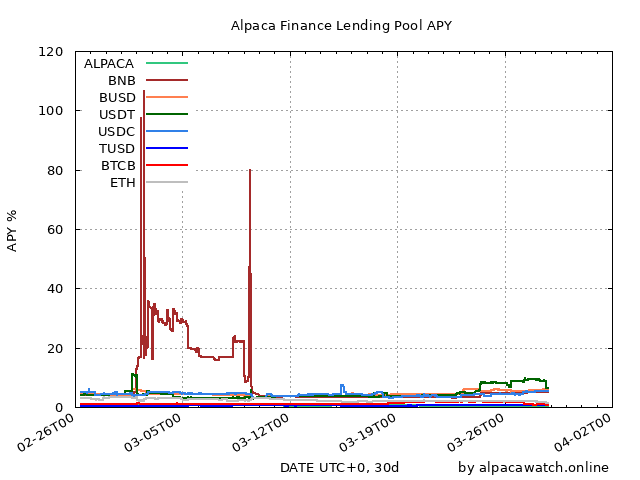 Alpaca Finance Lending Pool APY
120
100
80
60
40
20
0
APY %
ALPACA
BNB
BUSD
USDT
USDC
TUSD
BTCB
ETH
02-26T00
03-05T00
03-12T00
03-19T00
03-26T00
04-02T00
DATE UTC+0, 30d
by alpacawatch.online